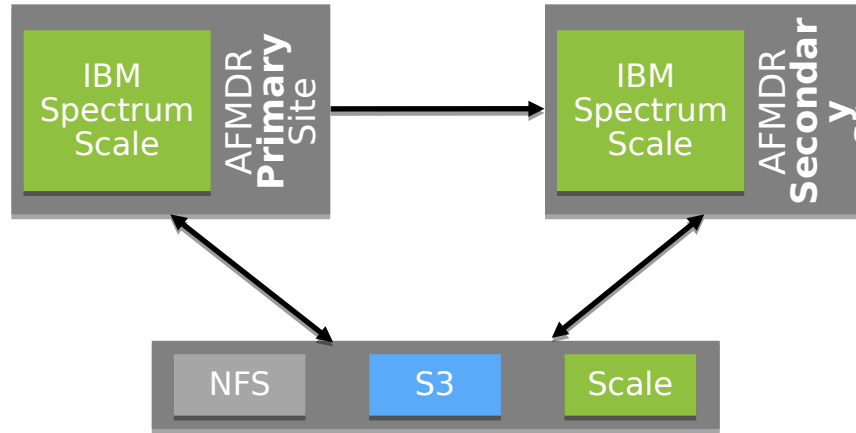 IBM
Spectrum
Scale
AFMDR
Primary
Site
IBM
Spectrum
Scale
AFMDR
Secondar
y
NFS
S3
Scale